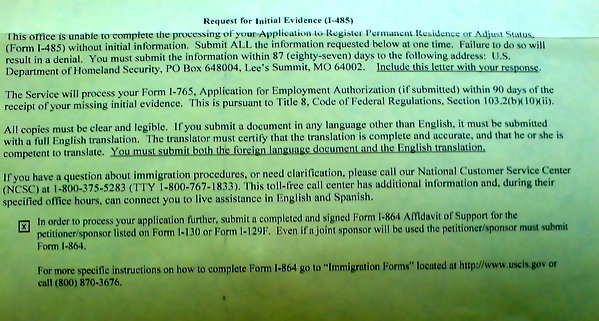 Request for Initial Evidence (I-485)
This office is unable to complete the processing of your Application to Register Permanent Residence or Adjust Status,
(Form I-485) without initial information. Submit ALL the information requested below at one time. Failure to do so will
result in a denial. You must submit the information within 87 (eighty-seven) days to the following address: U.S.
Department of Homeland Security, PO Box 648004, Lee's Summit, MO 64002. Include this letter with your response.
The Service will process your Form I-765, Application for Employment Authorization (if submitted) within 90 days of the
receipt of your missing initial evidence. This is pursuant to Title 8, Code of Federal Regulations, Section 103.2(b)(10)(ii).
All copies must be clear and legible. If you submit a document in any language other than English, it must be submitted
with a full English translation. The translator must certify that the translation is complete and accurate, and that he or she is
competent to translate. You must submit both the foreign language document and the English translation.
If you have a question about immigration procedures, or need clarification, please call our National Customer Service Center
(NCSC) at 1-800-375-5283 (TTY 1-800-767-1833). This toll-free call center has additional information and, during their
specified office hours, can connect you to live assistance in English and Spanish.
X In order to process your application further, submit a completed and signed Form I-864 Affidavit of Support for the
petitioner/sponsor listed on Form I-130 or Form I-129F. Even if a joint sponsor will be used the petitioner/sponsor must submit
Form I-864.
For more specific instructions on how to complete Form I-864 go to "Immigration Forms" located at http://www.uscis.gov or
call (800) 870-3676.